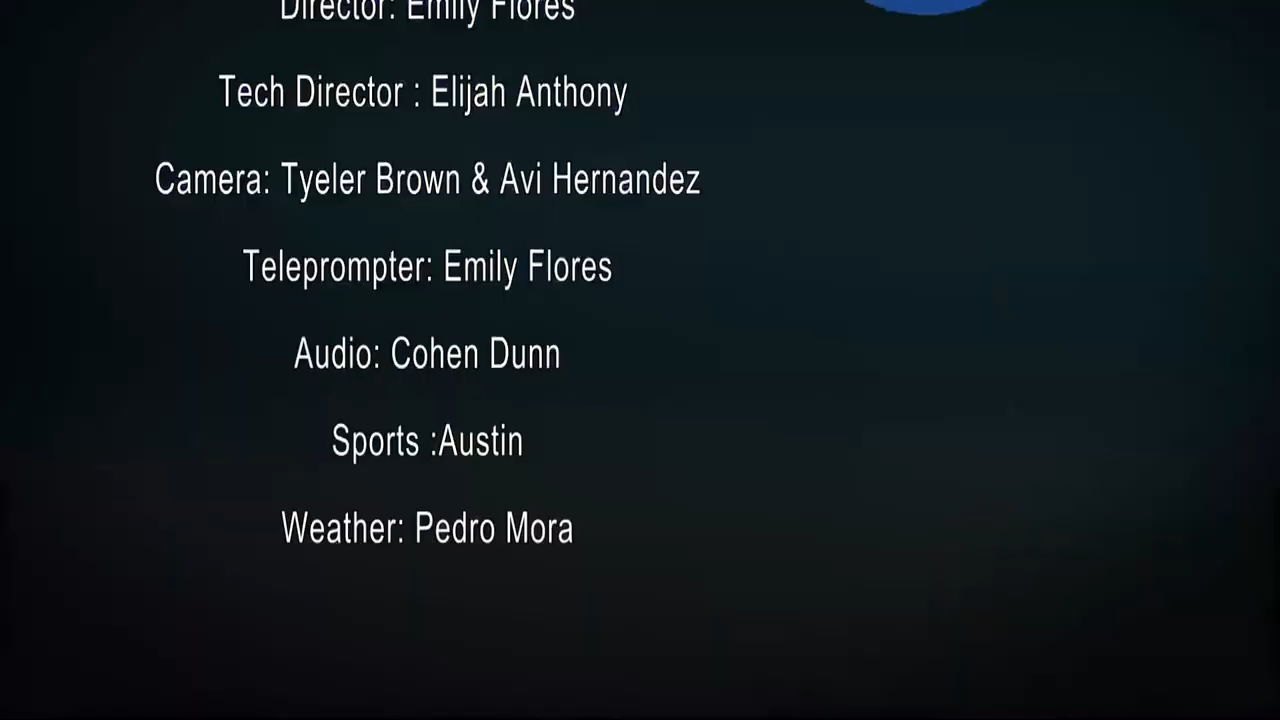 Director: Emily Flores
Tech Director : Elijah Anthony
Camera: Tyeler Brown & Avi Hernandez
Teleprompter: Emily Flores
Audio: Cohen Dunn
Sports :Austin
Weather: Pedro Mora